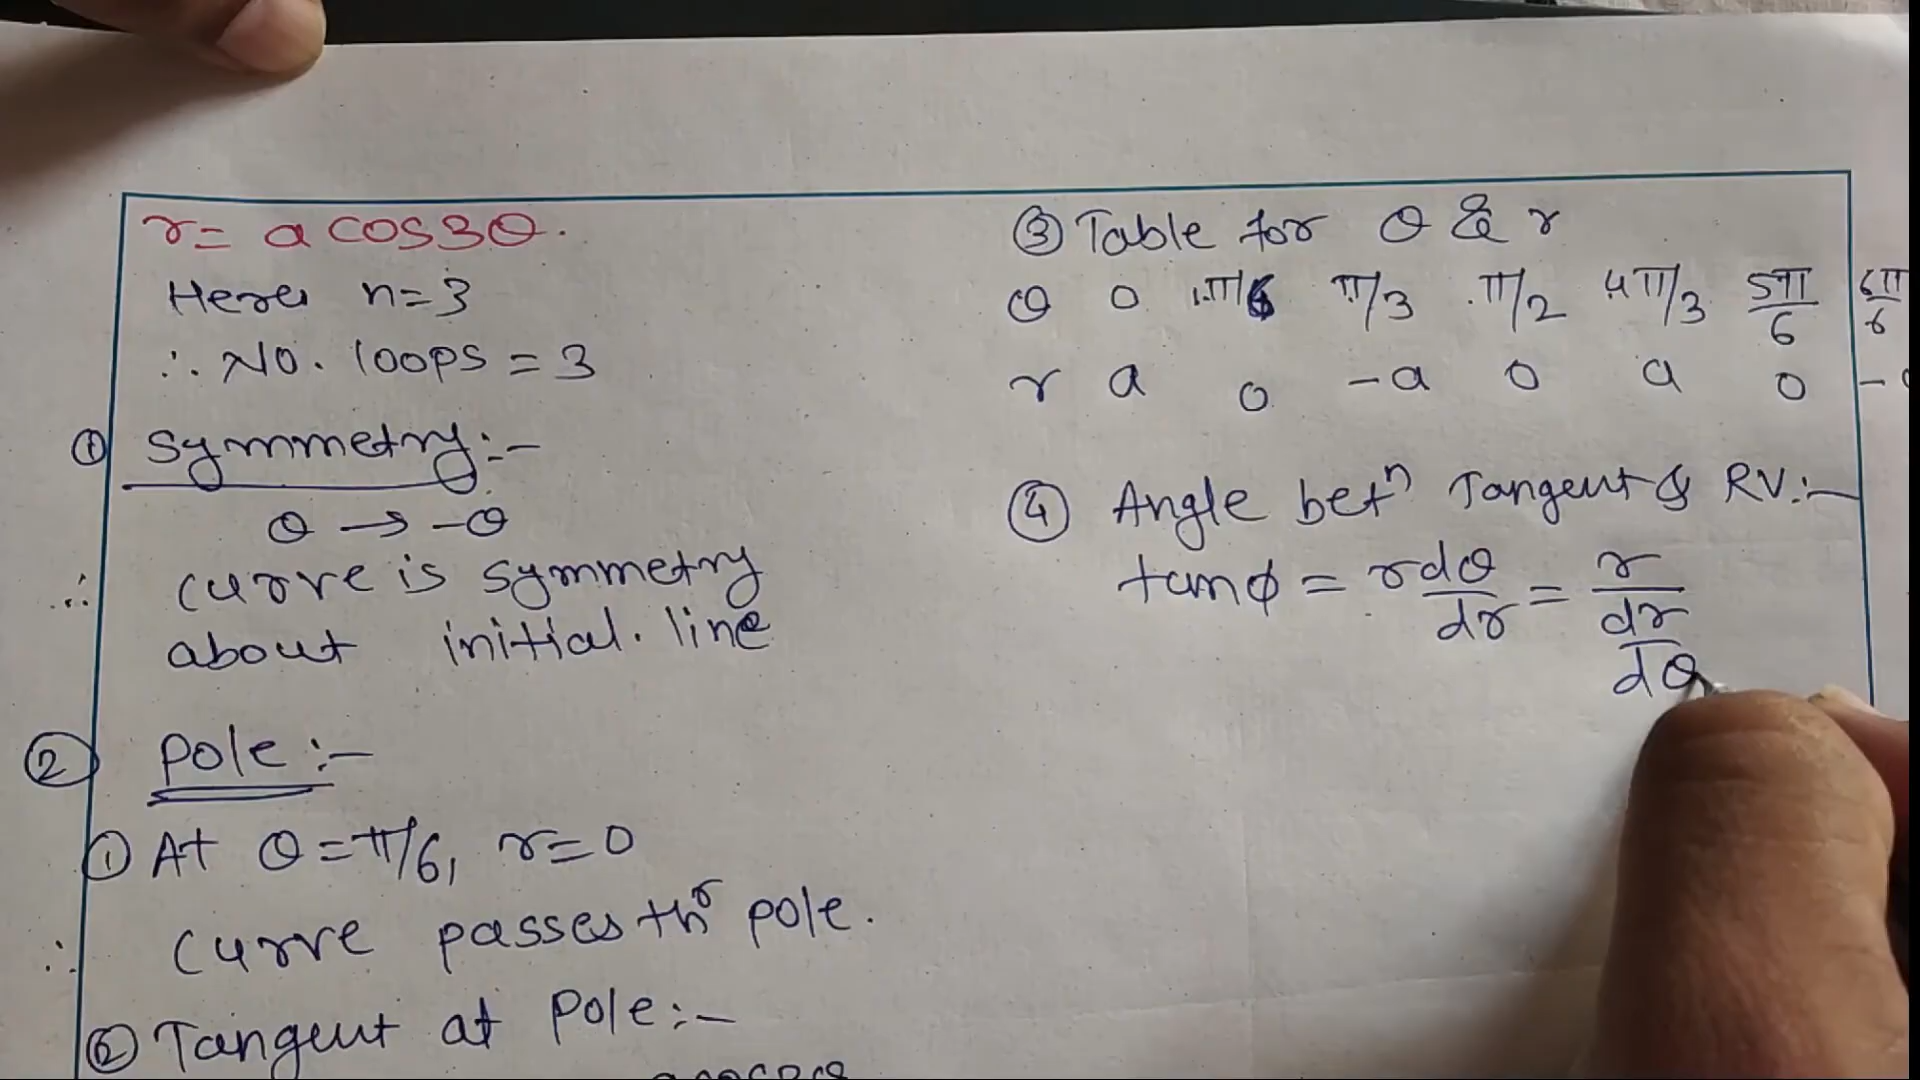 r = a cos3θ.
Here n=3
∴ No. loops = 3
① Symmetry:-
θ → -θ
∴ curve is symmetry
about initial. line
② Pole:-
① At θ=π/6, r=0
∴ Curve passes thʳ pole.
② Tangent at Pole:-
③ Table for θ & r
θ 0 π/6 π/3 π/2 4π/3 5π/6 6π/6
r a 0 -a 0 a 0 -
④ Angle betⁿ Tangent & RV:-
tanϕ = r dθ/dr = r/(dr/dθ)